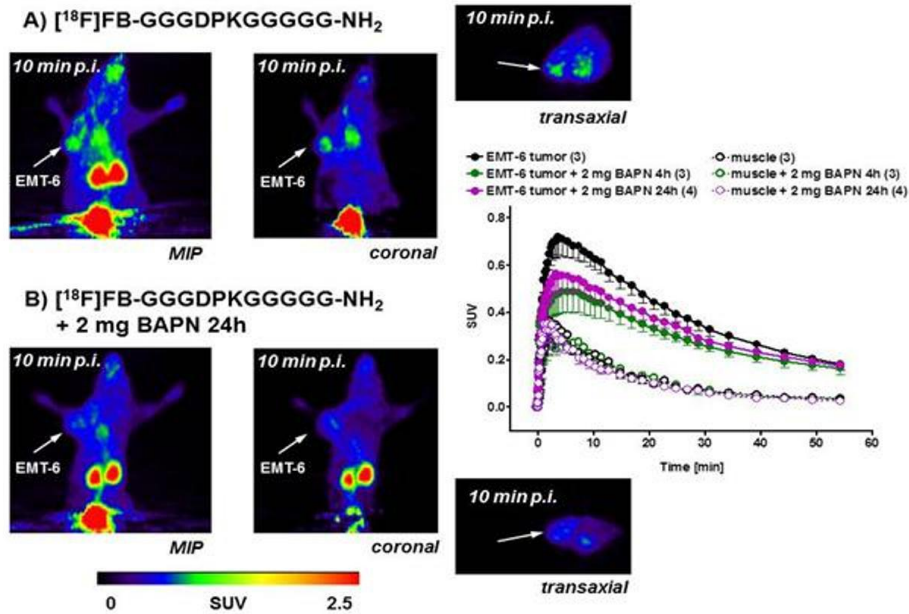 A) [¹⁸F]FB-GGGDPKGGGGG-NH₂
10 min p.i.
EMT-6
MIP
10 min p.i.
EMT-6
coronal
10 min p.i.
transaxial
EMT-6 tumor (3)
EMT-6 tumor + 2 mg BAPN 4h (3)
EMT-6 tumor + 2 mg BAPN 24h (4)
muscle (3)
muscle + 2 mg BAPN 4h (3)
muscle + 2 mg BAPN 24h (4)
0.8
0.6
0.4
0.2
0.0
SUV
0 10 20 30 40 50 60
Time [min]
B) [¹⁸F]FB-GGGDPKGGGGG-NH₂
+ 2 mg BAPN 24h
10 min p.i.
EMT-6
MIP
10 min p.i.
EMT-6
coronal
10 min p.i.
transaxial
0 SUV 2.5